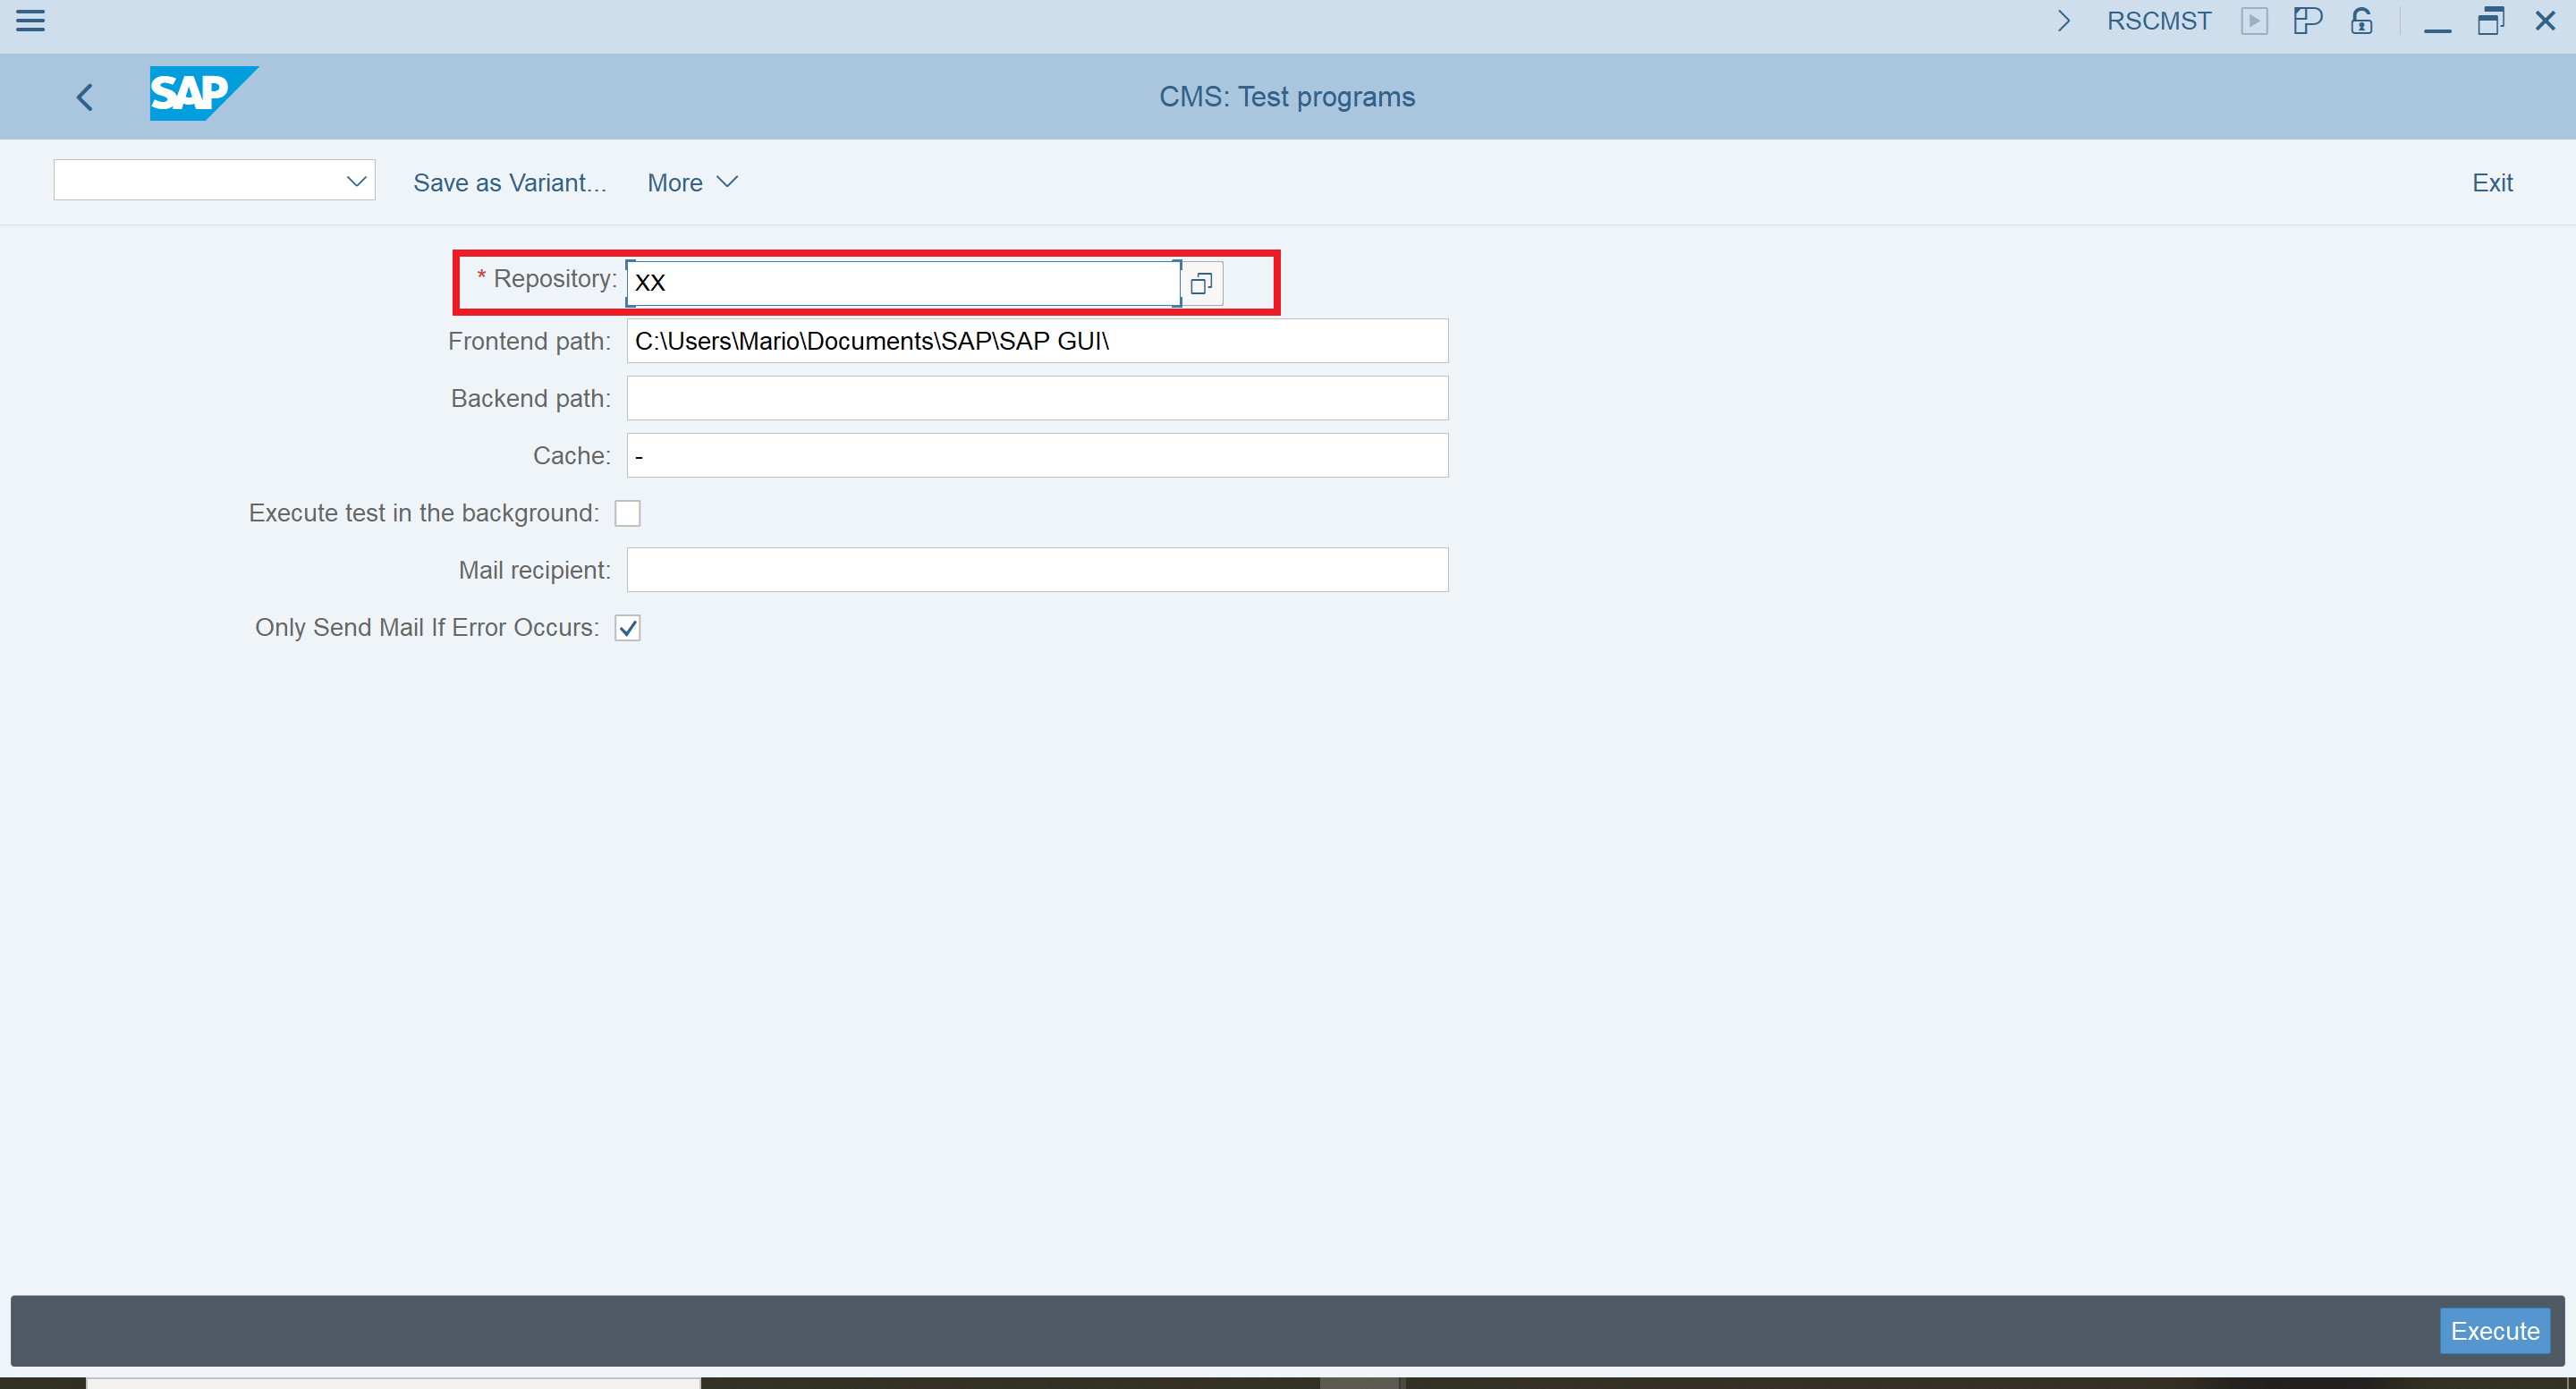 RSCMST
SAP
CMS: Test programs
Save as Variant... More Exit
* Repository: XX
Frontend path: C:\Users\Mario\Documents\SAP\SAP GUI\
Backend path:
Cache: -
Execute test in the background:
Mail recipient:
Only Send Mail If Error Occurs:
Execute